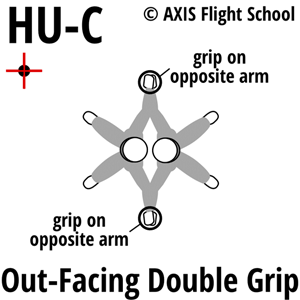 HU-C
© AXIS Flight School
grip on
opposite arm
grip on
opposite arm
Out-Facing Double Grip